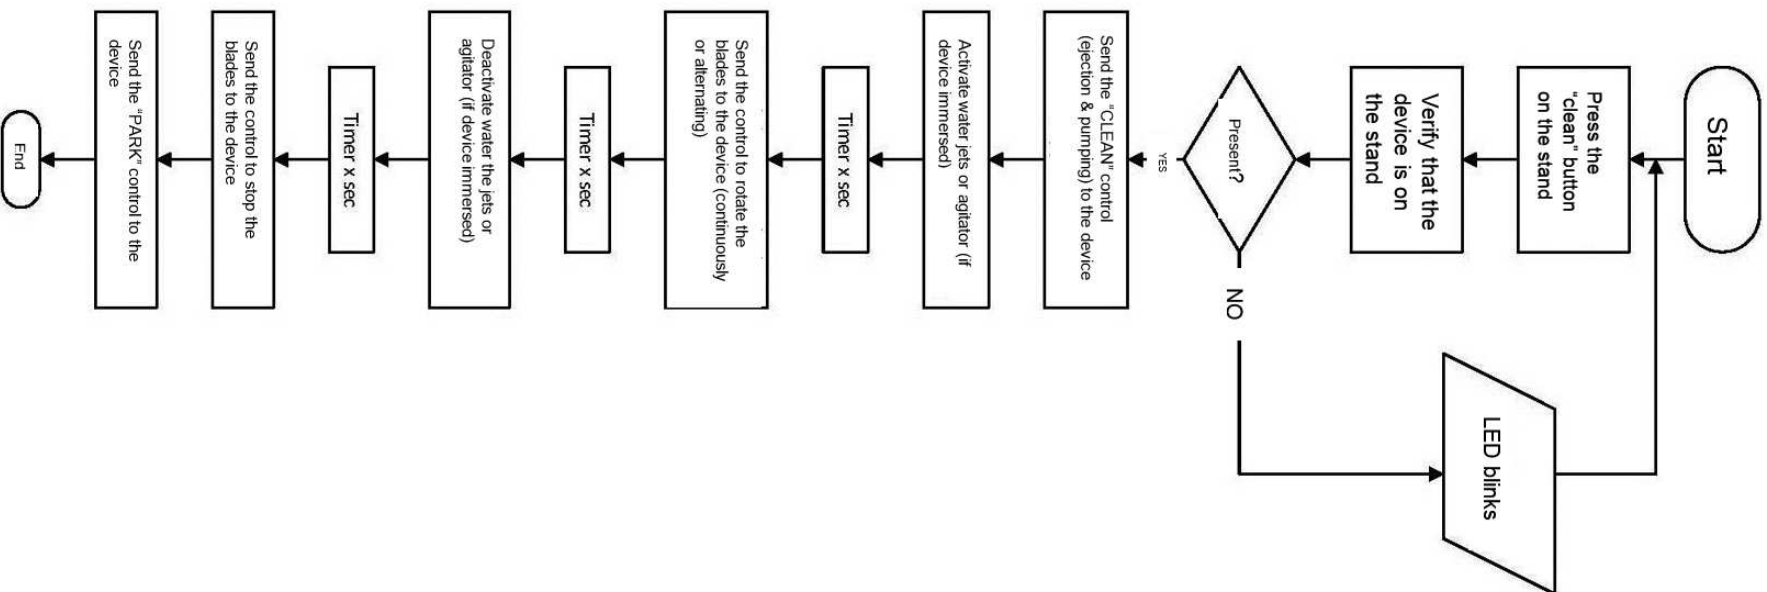 Start
Press the
"clean" button
on the stand
Verify that the
device is on
the stand
Present?
NO
LED blinks
YES
Send the "CLEAN" control
(ejection & pumping) to the device
Activate water jets or agitator (if
device immersed)
Timer x sec
Send the control to rotate the
blades to the device (continuously
or alternating)
Timer x sec
Deactivate water the jets or
agitator (if device immersed)
Timer x sec
Send the control to stop the
blades to the device
Send the "PARK" control to the
device
End